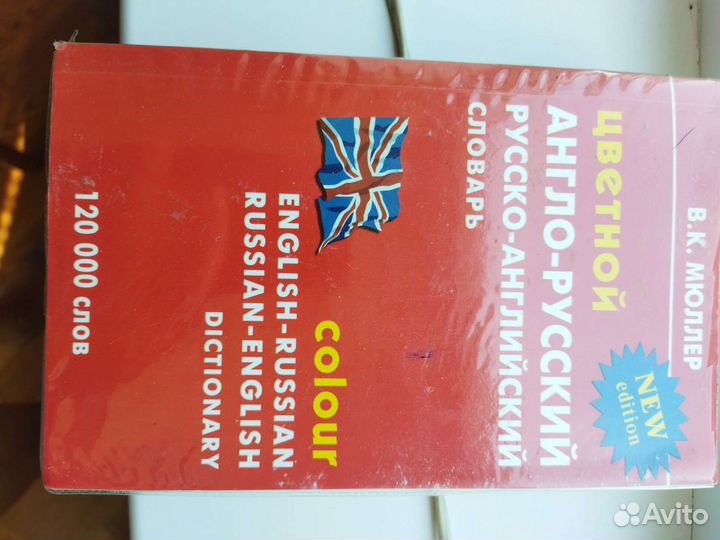 В.К. МЮЛЛЕР
цветной
АНГЛО-РУССКИЙ
РУССКО-АНГЛИЙСКИЙ
СЛОВАРЬ
NEW
edition
colour
ENGLISH-RUSSIAN
RUSSIAN-ENGLISH
DICTIONARY
120 000 слов
Avito